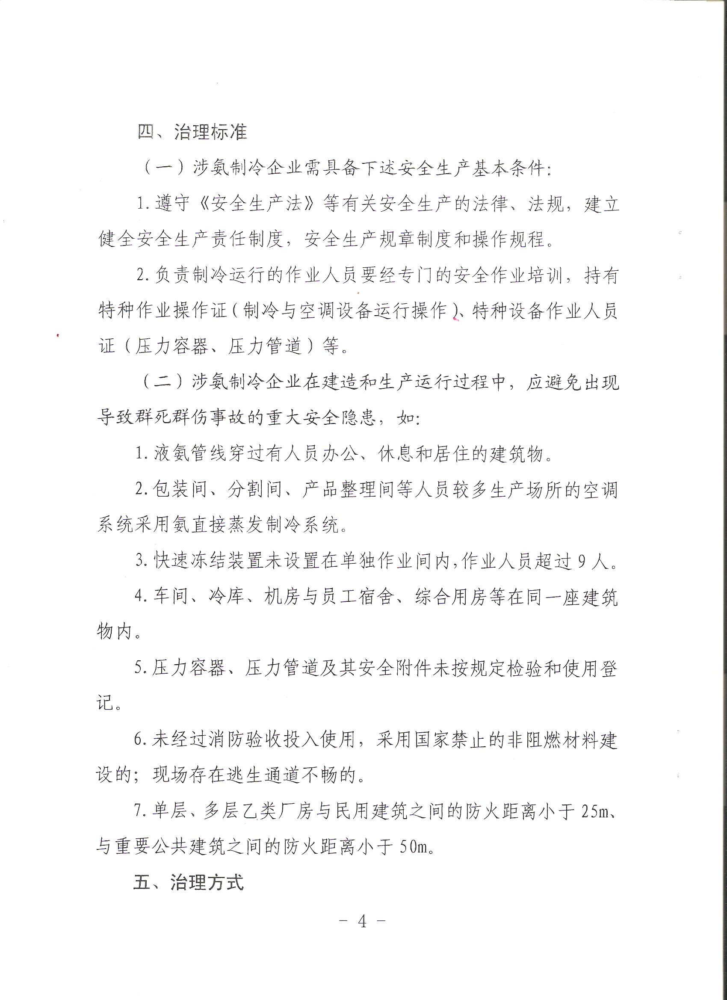 四、治理标准
（一）涉氨制冷企业需具备下述安全生产基本条件：
1.遵守《安全生产法》等有关安全生产的法律、法规，建立
健全安全生产责任制度，安全生产规章制度和操作规程。
2.负责制冷运行的作业人员要经专门的安全作业培训，持有
特种作业操作证（制冷与空调设备运行操作）、特种设备作业人员
证（压力容器、压力管道）等。
（二）涉氨制冷企业在建造和生产运行过程中，应避免出现
导致群死群伤事故的重大安全隐患，如：
1.液氨管线穿过有人员办公、休息和居住的建筑物。
2.包装间、分割间、产品整理间等人员较多生产场所的空调
系统采用氨直接蒸发制冷系统。
3.快速冻结装置未设置在单独作业间内，作业人员超过9人。
4.车间、冷库、机房与员工宿舍、综合用房等在同一座建筑
物内。
5.压力容器、压力管道及其安全附件未按规定检验和使用登
记。
6.未经过消防验收投入使用，采用国家禁止的非阻燃材料建
设的；现场存在逃生通道不畅的。
7.单层、多层乙类厂房与民用建筑之间的防火距离小于25m、
与重要公共建筑之间的防火距离小于50m。
五、治理方式
- 4 -